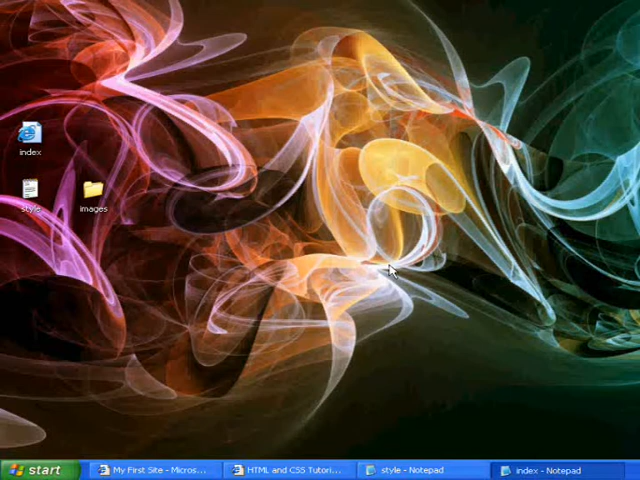 index
style
images
start
My First Site - Micros...
HTML and CSS Tutori...
style - Notepad
index - Notepad